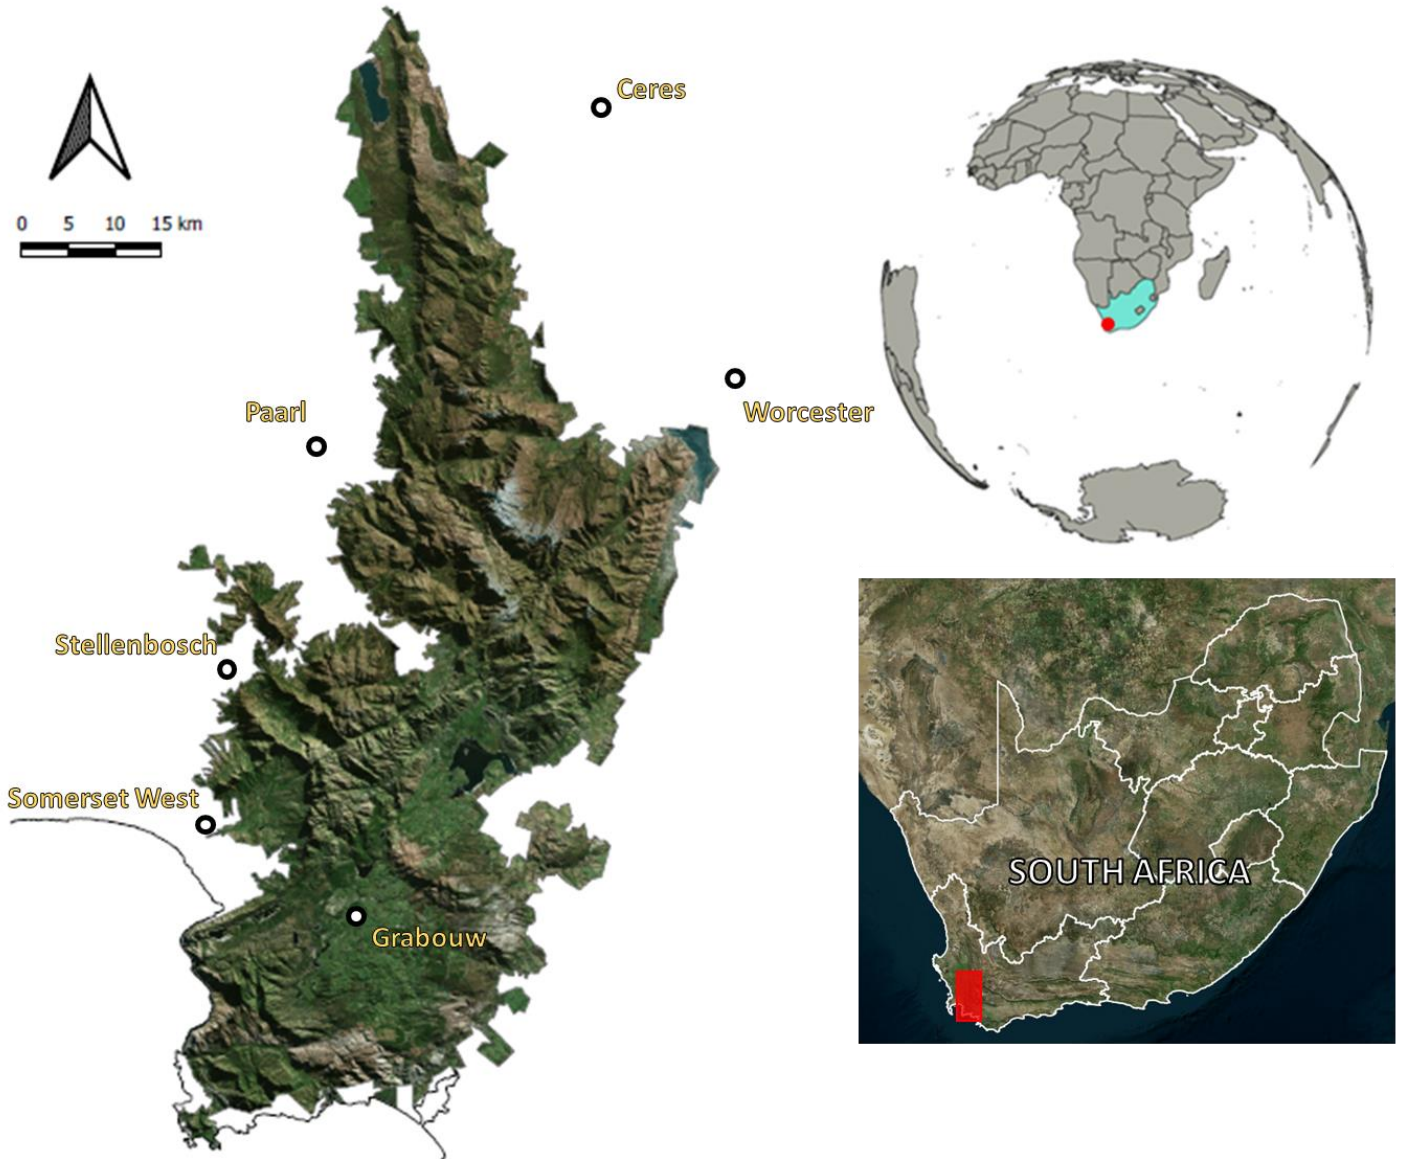 Ceres
0 5 10 15 km
Worcester
Paarl
Stellenbosch
Somerset West
SOUTH AFRICA
Grabouw